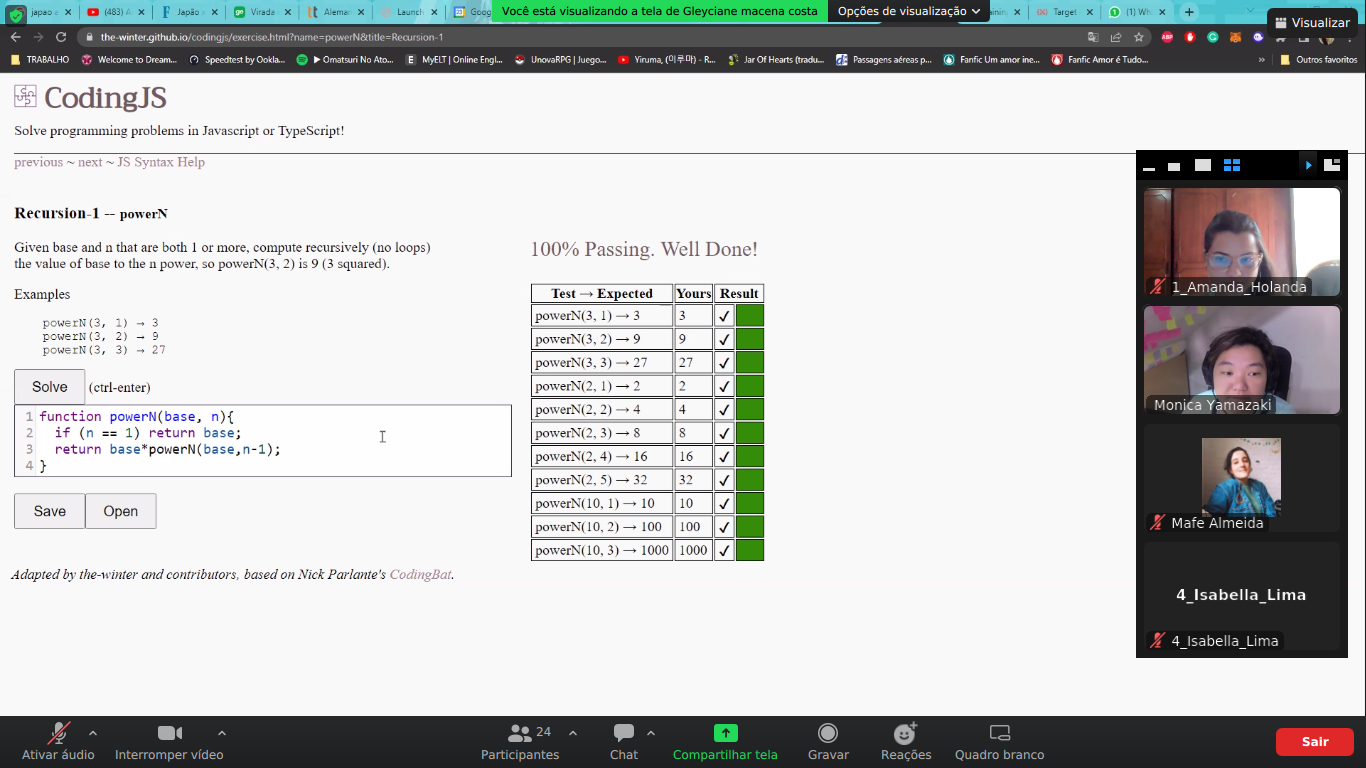 japao a
(483) A
Japão e
Virada
Alemar
Launch
Goog
Você está visualizando a tela de Gleyciane macena costa
Opções de visualização
Target
(1) Wh
Visualizar
the-winter.github.io/codingjs/exercise.html?name=powerN&title=Recursion-1
TRABALHO
Welcome to Dream...
Speedtest by Ookla...
▶ Omatsuri No Ato...
MyELT | Online Engl...
UnovaRPG | Juego...
Viruma, (이루마) - R...
Jar Of Hearts (tradu...
Passagens aéreas p...
Fanfic Um amor ine...
Fanfic Amor é Tudo...
»
Outros favoritos
CodingJS
Solve programming problems in Javascript or TypeScript!
previous ~ next ~ JS Syntax Help
Recursion-1 -- powerN
Given base and n that are both 1 or more, compute recursively (no loops)
the value of base to the n power, so powerN(3, 2) is 9 (3 squared).
Examples
powerN(3, 1) → 3
powerN(3, 2) → 9
powerN(3, 3) → 27
Solve (ctrl-enter)
1 function powerN(base, n){
2 if (n == 1) return base;
3 return base*powerN(base,n-1);
4 }
Save Open
Adapted by the-winter and contributors, based on Nick Parlante's CodingBat.
100% Passing. Well Done!
Test → Expected Yours Result
powerN(3, 1) → 3 3 ✓
powerN(3, 2) → 9 9 ✓
powerN(3, 3) → 27 27 ✓
powerN(2, 1) → 2 2 ✓
powerN(2, 2) → 4 4 ✓
powerN(2, 3) → 8 8 ✓
powerN(2, 4) → 16 16 ✓
powerN(2, 5) → 32 32 ✓
powerN(10, 1) → 10 10 ✓
powerN(10, 2) → 100 100 ✓
powerN(10, 3) → 1000 1000 ✓
1_Amanda_Holanda
Monica Yamazaki
Mafe Almeida
4_Isabella_Lima
4_Isabella_Lima
Ativar áudio
Interromper vídeo
24
Participantes
Chat
Compartilhar tela
Gravar
Reações
Quadro branco
Sair